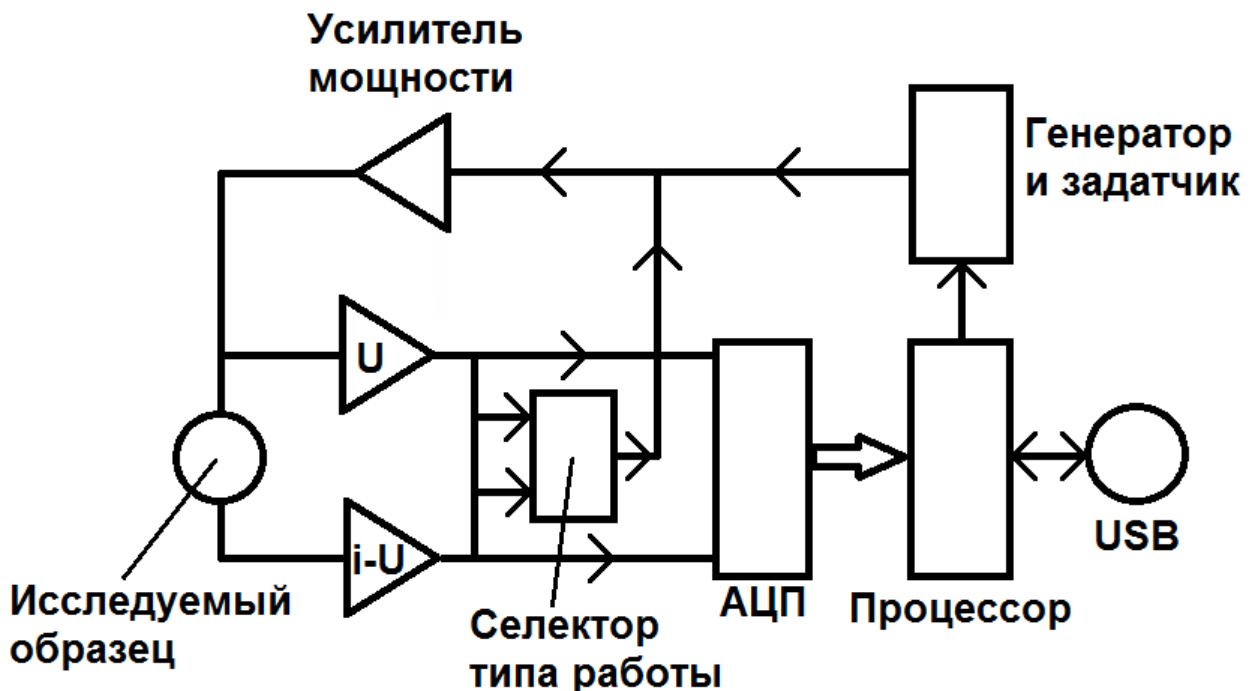 Усилитель
мощности
Генератор
и задатчик
U
i-U
USB
Исследуемый
образец
Селектор
типа работы
АЦП
Процессор